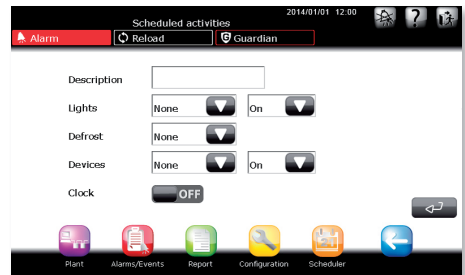 2014/01/01 12:00
Scheduled activities
?
Alarm Reload G Guardian
Description
Lights None On
Defrost None
Devices None On
Clock OFF
Plant Alarms/Events Report Configuration Scheduler